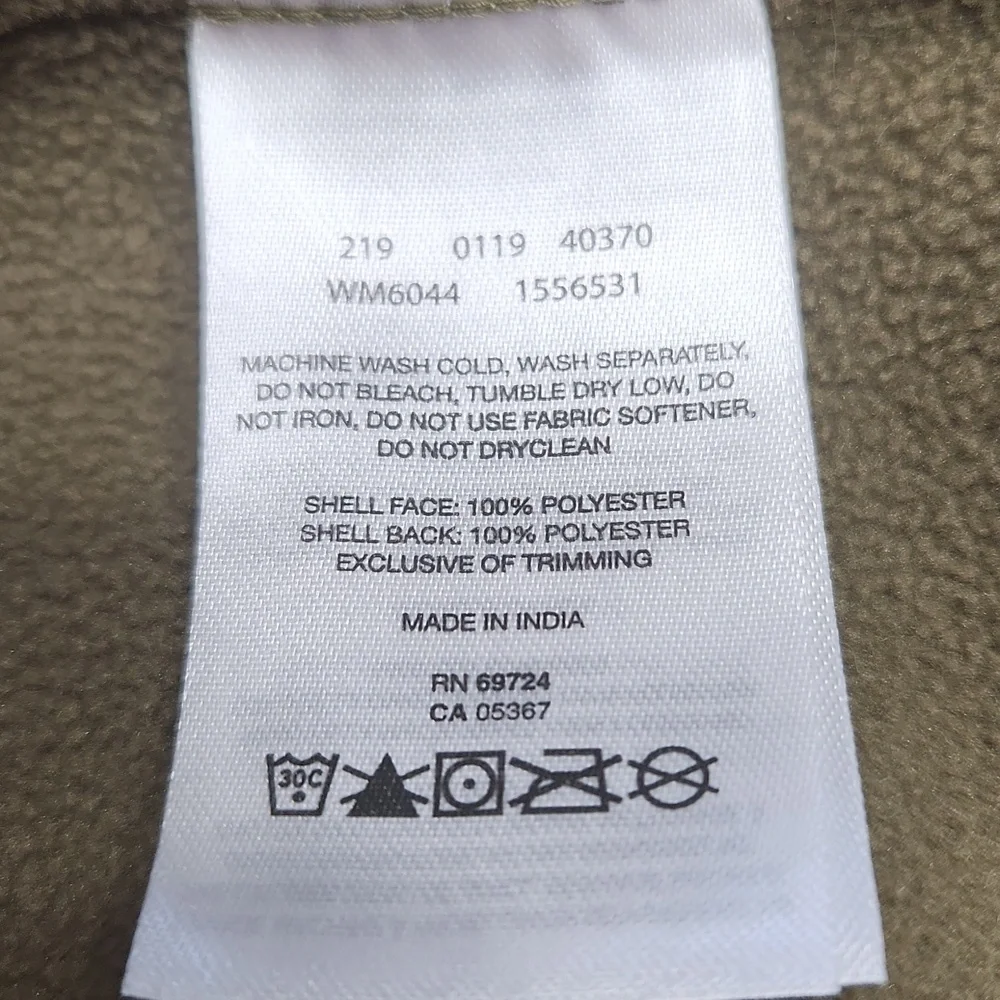 219 0119 40370
WM6044 1556531
MACHINE WASH COLD, WASH SEPARATELY,
DO NOT BLEACH, TUMBLE DRY LOW, DO
NOT IRON, DO NOT USE FABRIC SOFTENER,
DO NOT DRYCLEAN
SHELL FACE: 100% POLYESTER
SHELL BACK: 100% POLYESTER
EXCLUSIVE OF TRIMMING
MADE IN INDIA
RN 69724
CA 05367
30C